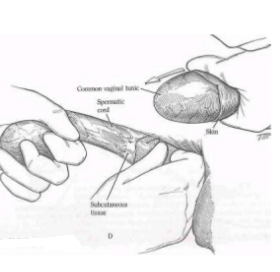 Common vaginal tunic
Spermatic
cord
Skin
Subcutaneous
tissue
D